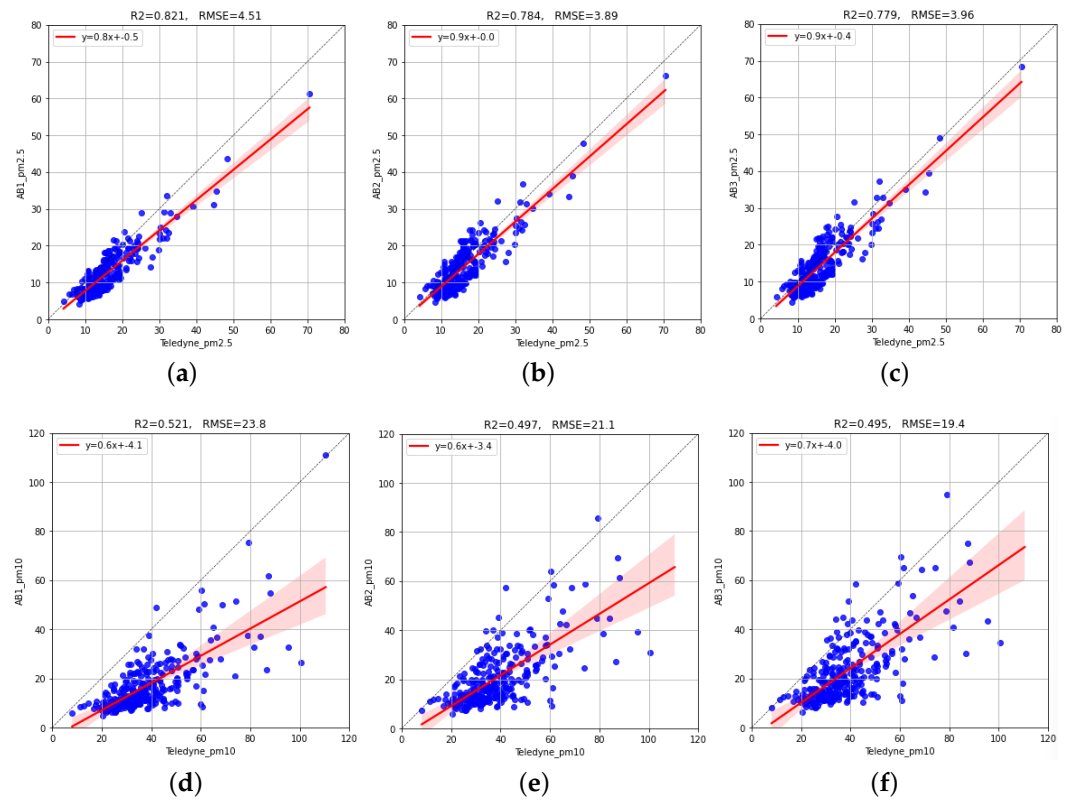 R2=0.821, RMSE=4.51
y=0.8x+-0.5
80
70
60
50
40
30
20
10
0
AB1_pm2.5
0 10 20 30 40 50 60 70 80
Teledyne_pm2.5
(a)
R2=0.784, RMSE=3.89
y=0.9x+-0.0
80
70
60
50
40
30
20
10
0
AB2_pm2.5
0 10 20 30 40 50 60 70 80
Teledyne_pm2.5
(b)
R2=0.779, RMSE=3.96
y=0.9x+-0.4
80
70
60
50
40
30
20
10
0
AB3_pm2.5
0 10 20 30 40 50 60 70 80
Teledyne_pm2.5
(c)
R2=0.521, RMSE=23.8
y=0.6x+-4.1
120
100
80
60
40
20
0
AB1_pm10
0 20 40 60 80 100 120
Teledyne_pm10
(d)
R2=0.497, RMSE=21.1
y=0.6x+-3.4
120
100
80
60
40
20
0
AB2_pm10
0 20 40 60 80 100 120
Teledyne_pm10
(e)
R2=0.495, RMSE=19.4
y=0.7x+-4.0
120
100
80
60
40
20
0
AB3_pm10
0 20 40 60 80 100 120
Teledyne_pm10
(f)